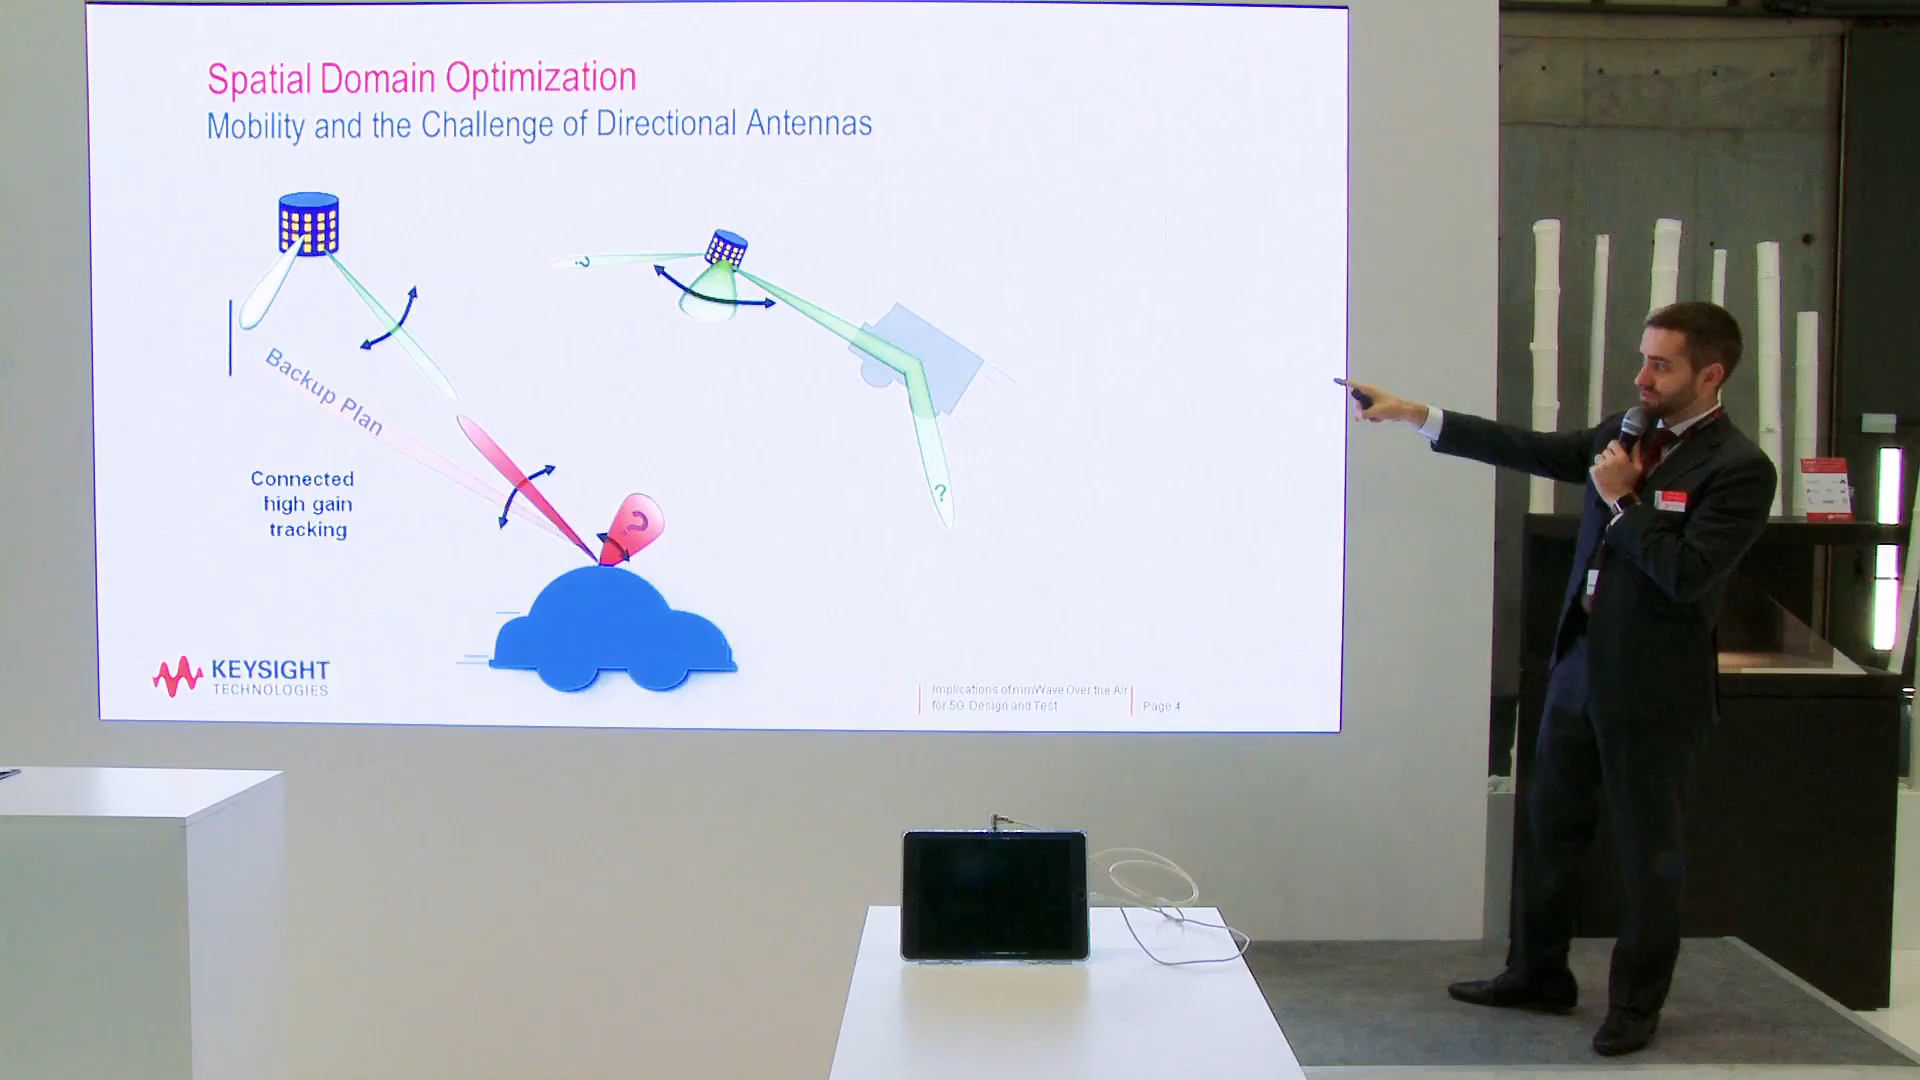 Spatial Domain Optimization
Mobility and the Challenge of Directional Antennas
?
Backup Plan
?
Connected
high gain
tracking
?
KEYSIGHT
TECHNOLOGIES
Implications of mmWave Over the Air
for 5G Design and Test
Page 4